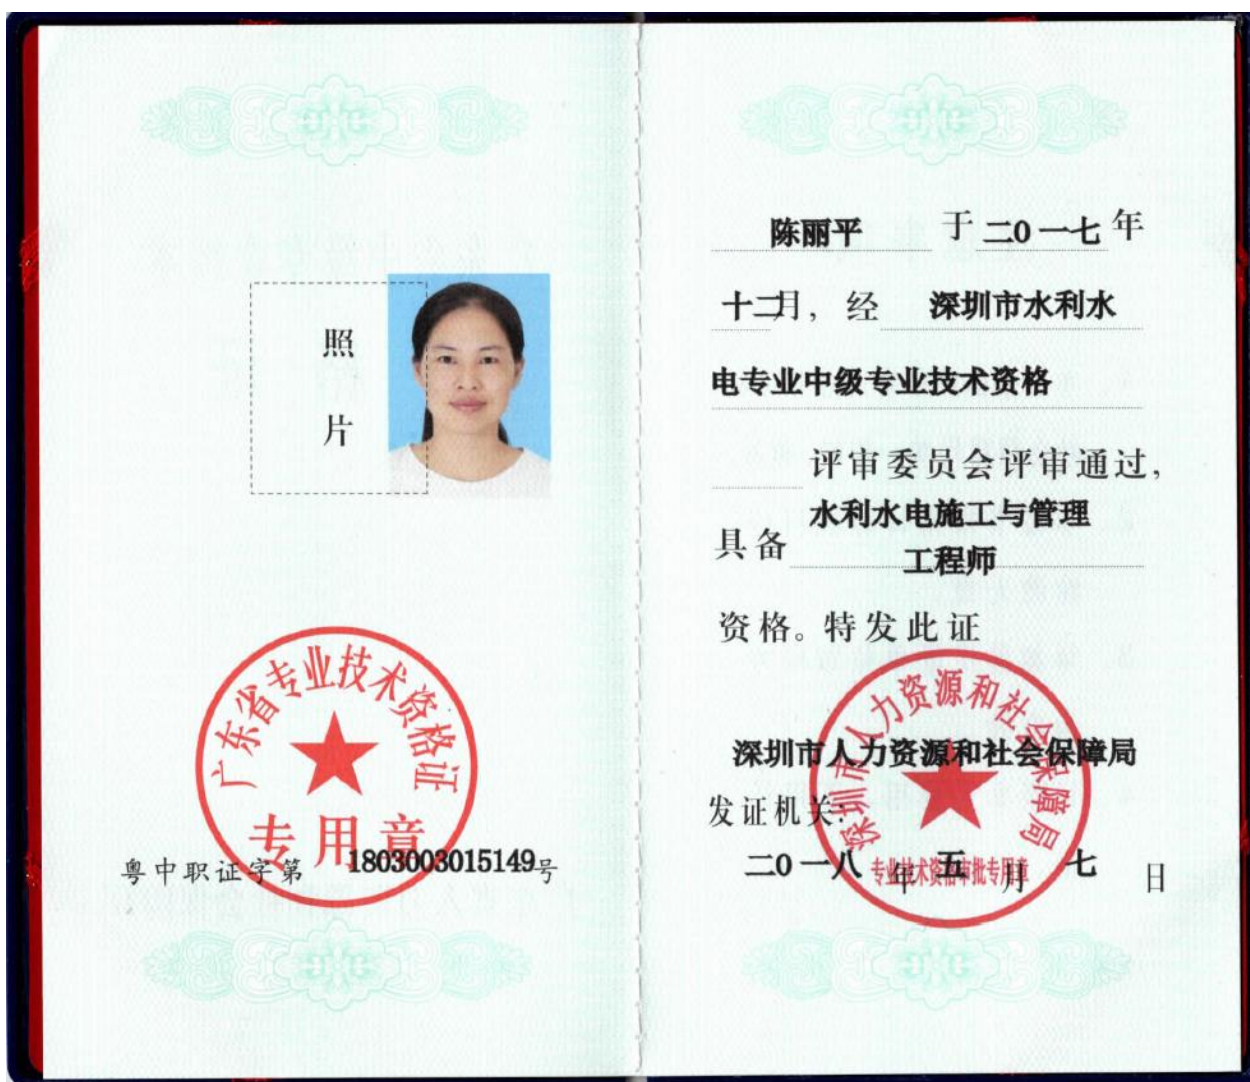 照
片
广东省专业技术资格证
专用章
粤中职证字第 1803003015149号
陈丽平 于二0一七年
十二月，经 深圳市水利水
电专业中级专业技术资格
评审委员会评审通过，
水利水电施工与管理
具备
工程师
资格。特发此证
深圳市人力资源和社会保障局
深圳市人力资源和社会保障局
发证机关：
二0一八年五月七日
专业技术资格审批专用章